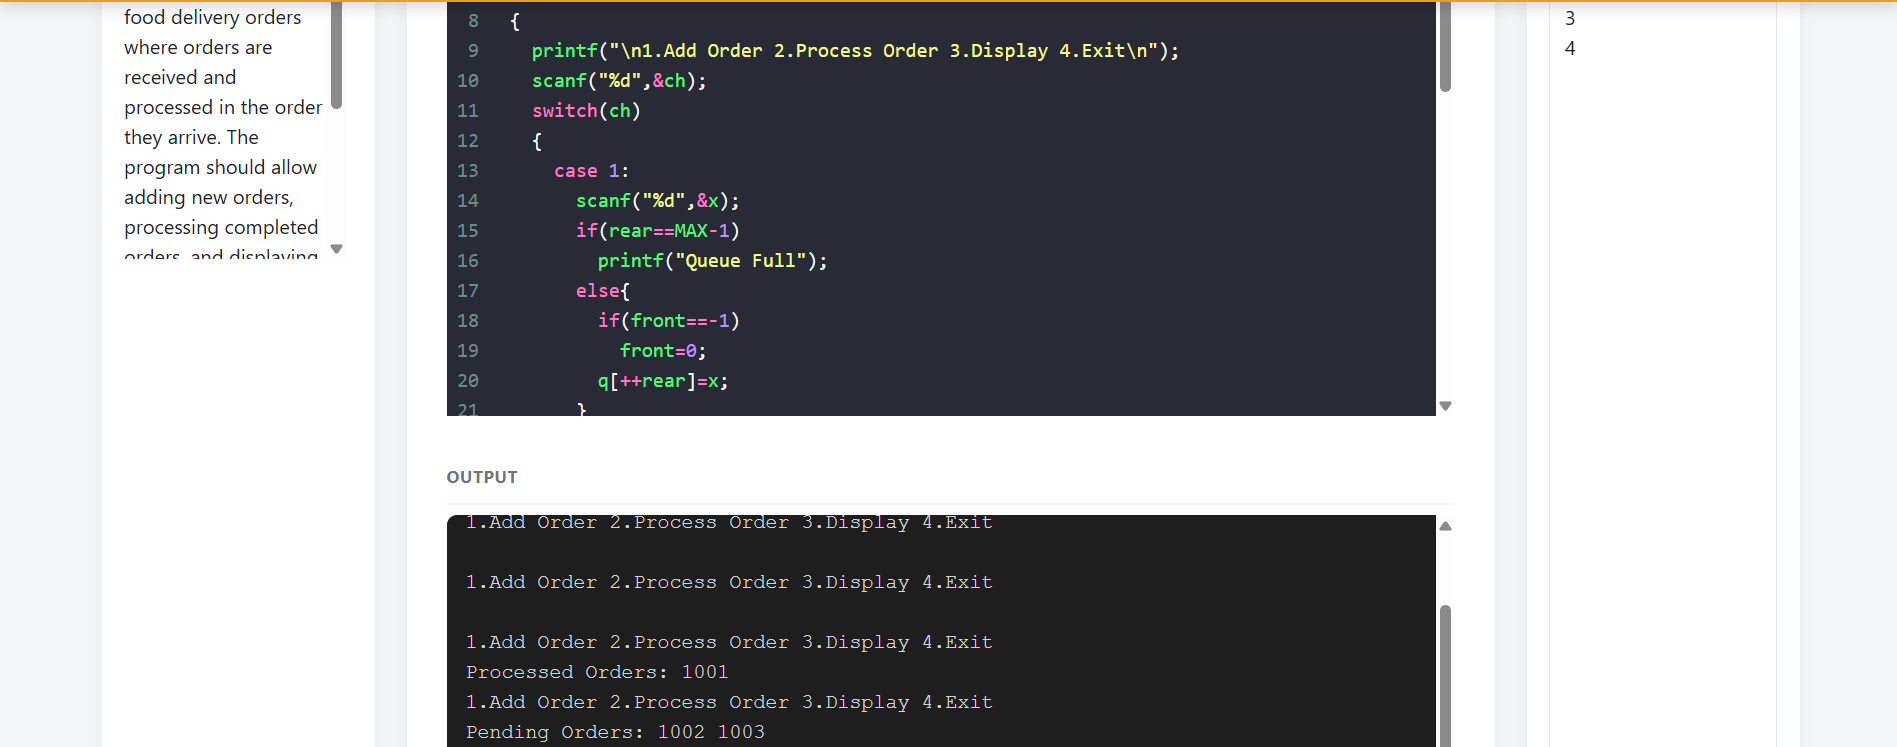 food delivery orders
where orders are
received and
processed in the order
they arrive. The
program should allow
adding new orders,
processing completed
orders, and displaying
8 {
9 printf("\n1.Add Order 2.Process Order 3.Display 4.Exit\n");
10 scanf("%d",&ch);
11 switch(ch)
12 {
13 case 1:
14 scanf("%d",&x);
15 if(rear==MAX-1)
16 printf("Queue Full");
17 else{
18 if(front==-1)
19 front=0;
20 q[++rear]=x;
21 }
OUTPUT
1.Add Order 2.Process Order 3.Display 4.Exit
1.Add Order 2.Process Order 3.Display 4.Exit
1.Add Order 2.Process Order 3.Display 4.Exit
Processed Orders: 1001
1.Add Order 2.Process Order 3.Display 4.Exit
Pending Orders: 1002 1003
3
4